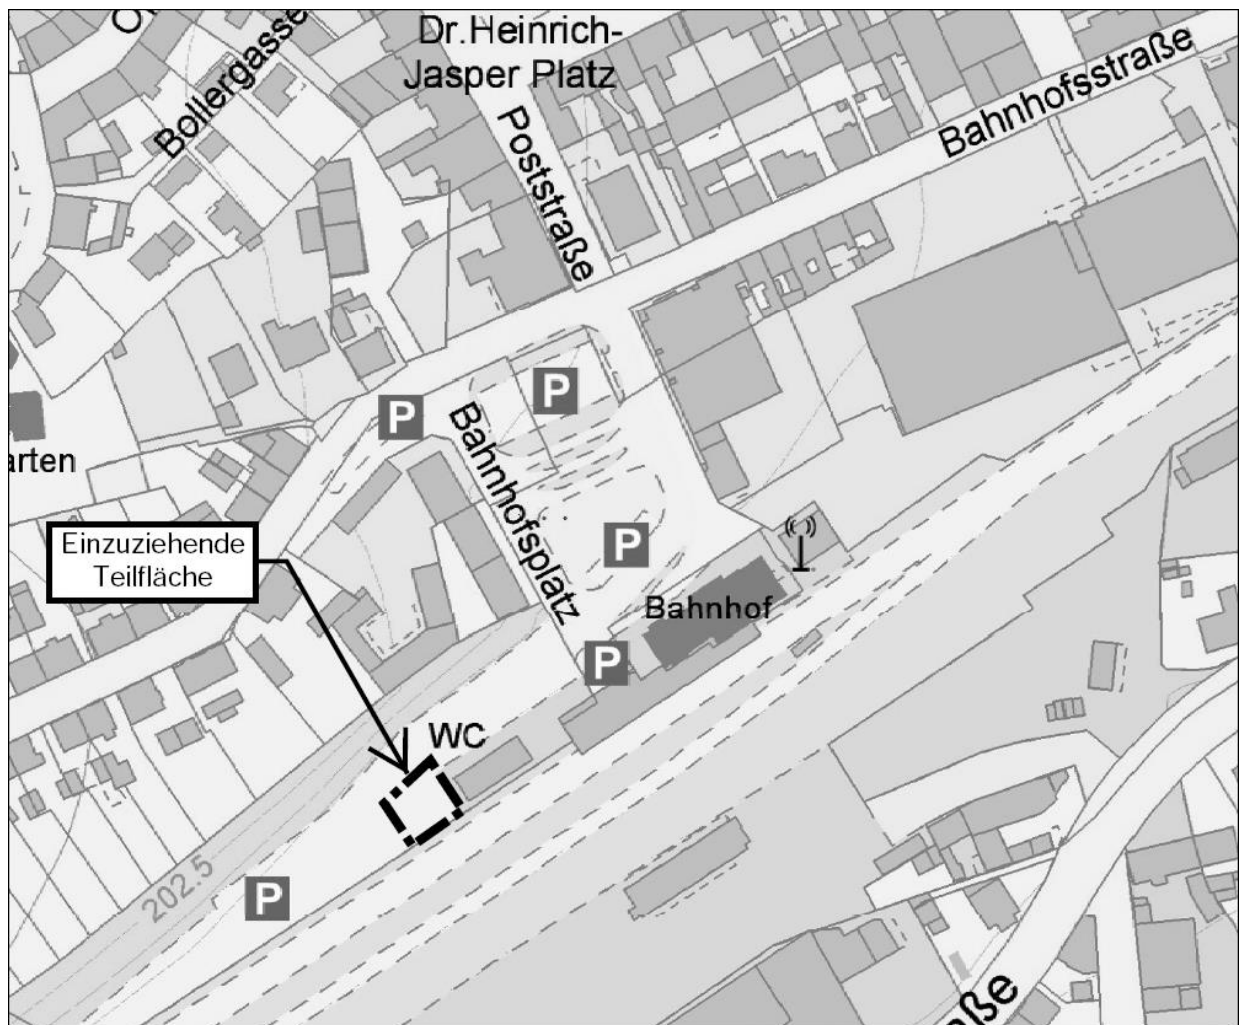 Dr.Heinrich-
Jasper Platz
Bollergasse
Poststraße
Bahnhofsstraße
P
P
Bahnhofsplatz
arten
Einzuziehende
Teilfläche
P
Bahnhof
P
WC
202.5
P
aße